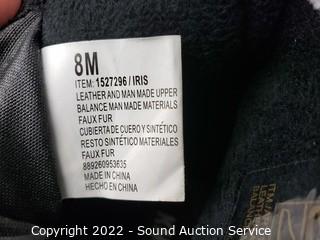 8M
ITEM: 1527296 / IRIS
LEATHER AND MAN MADE UPPER
BALANCE MAN MADE MATERIALS
FAUX FUR
CUBIERTA DE CUERO Y SINTÉTICO
RESTO SINTÉTICO MATERIALES
FAUX FUR
889260953635
MADE IN CHINA
HECHO EN CHINA
Copyright 2022 - Sound Auction Service